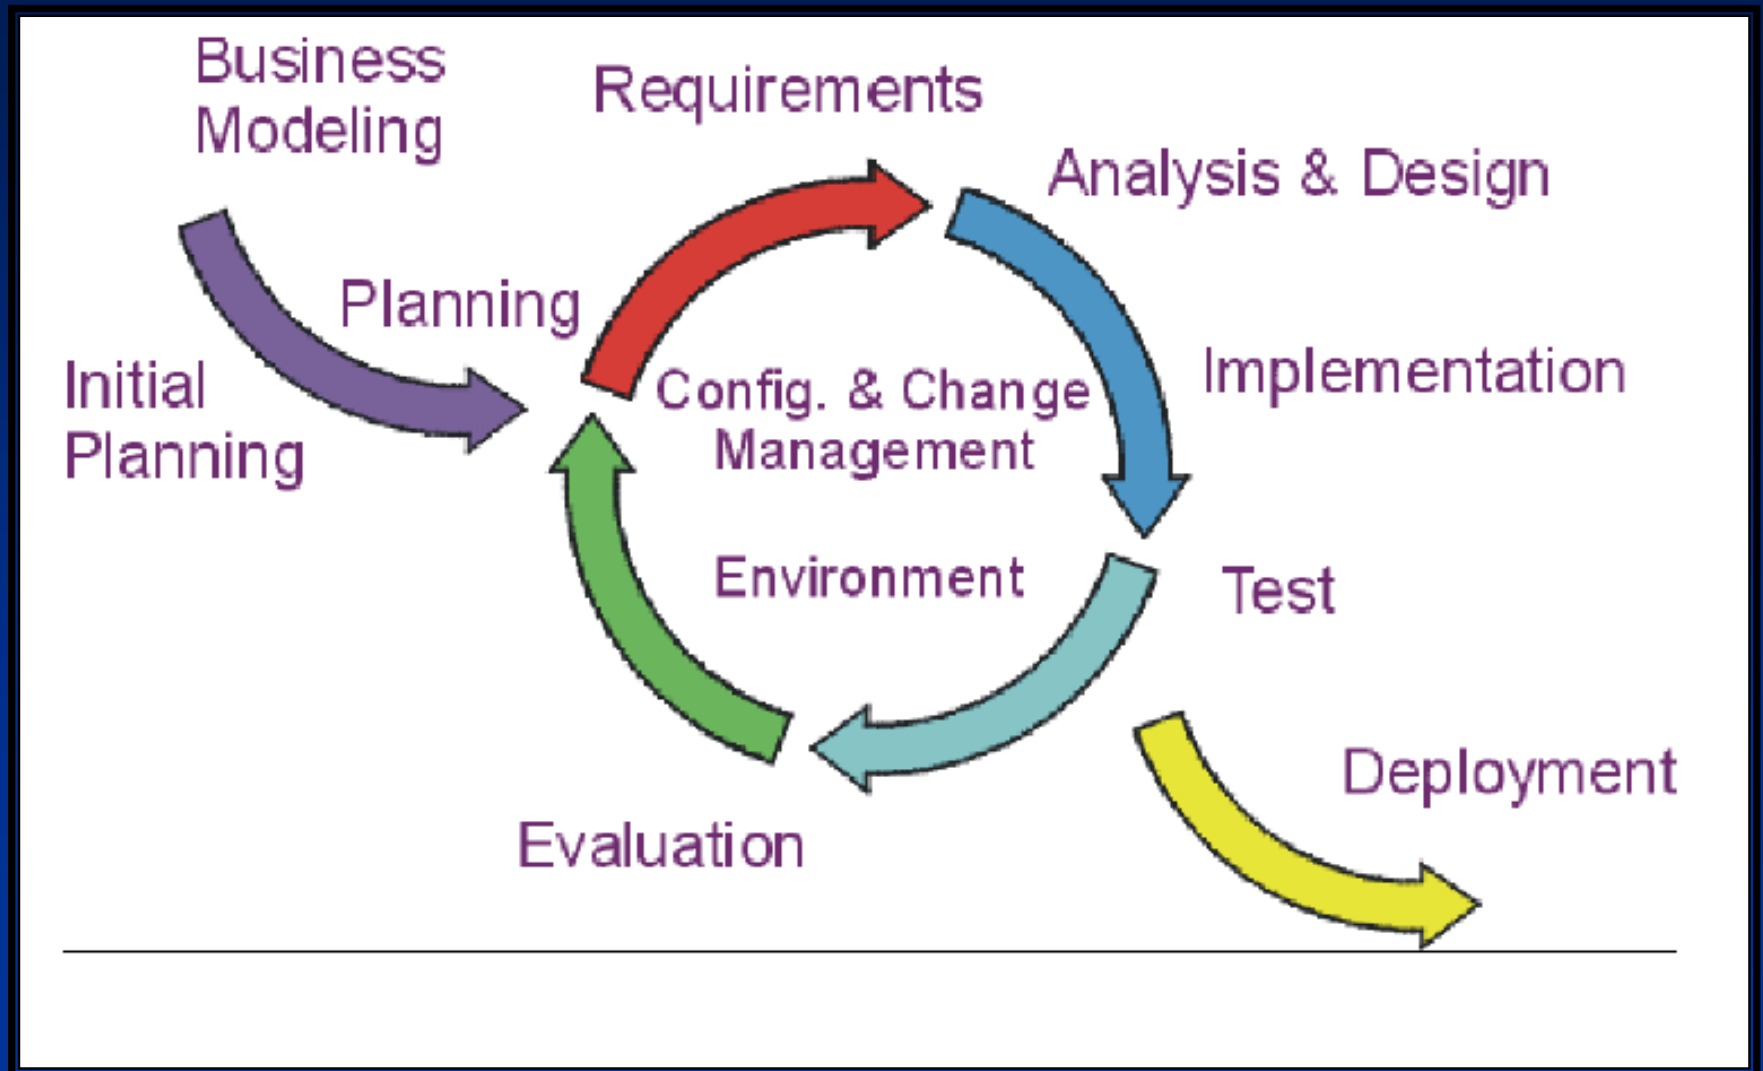 Business
Modeling
Requirements
Analysis & Design
Planning
Initial
Planning
Config. & Change
Management
Implementation
Environment
Test
Deployment
Evaluation